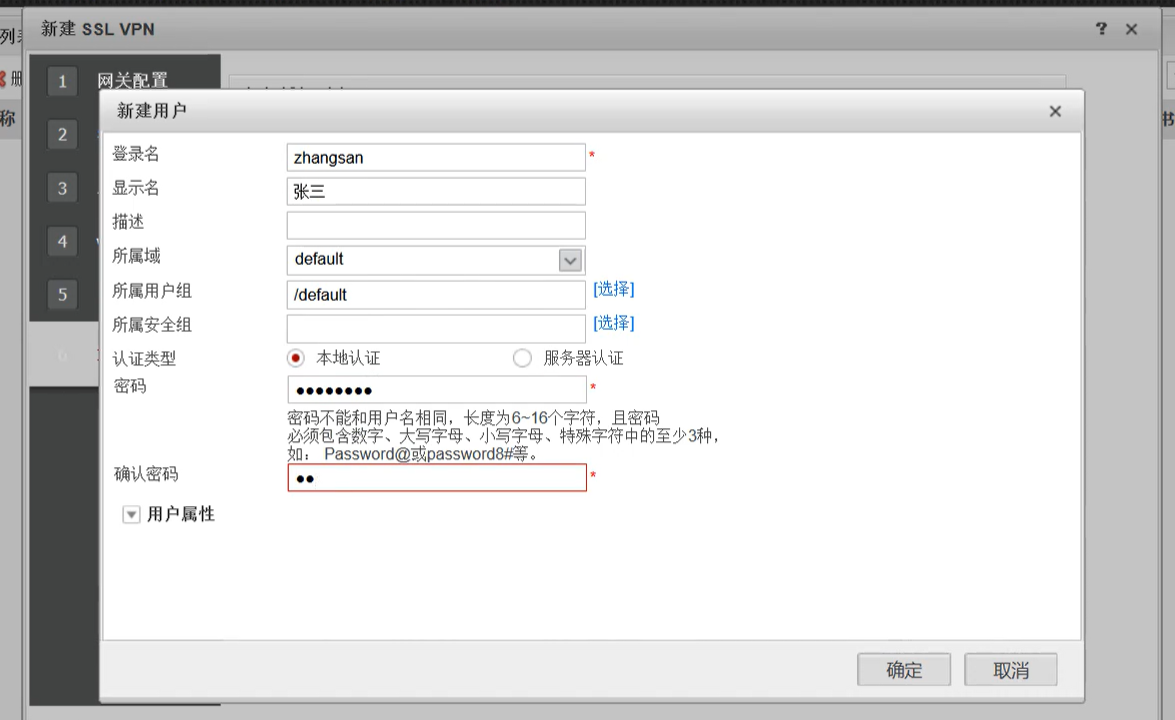 新建 SSL VPN
?
1 网关配置
2
3
4
5
6
新建用户
登录名 zhangsan *
显示名 张三
描述
所属域 default
所属用户组 /default [选择]
所属安全组 [选择]
认证类型 本地认证 服务器认证
密码 ●●●●●●●● *
密码不能和用户名相同，长度为6~16个字符，且密码
必须包含数字、大写字母、小写字母、特殊字符中的至少3种，
如： Password@或password8#等。
确认密码 ●● *
用户属性
确定 取消